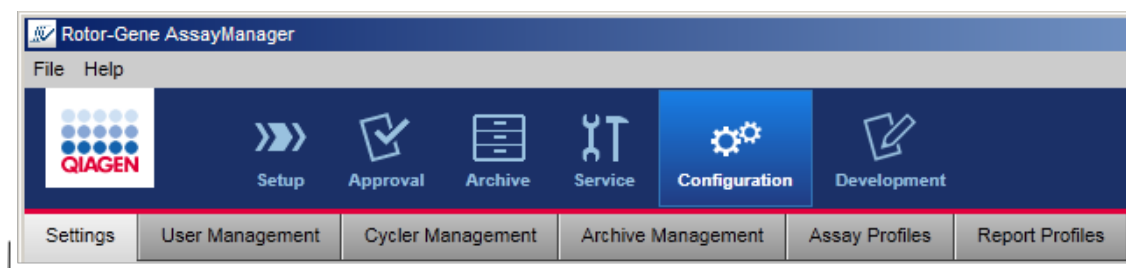 Rotor-Gene AssayManager
File Help
QIAGEN
Setup Approval Archive Service Configuration Development
Settings User Management Cycler Management Archive Management Assay Profiles Report Profiles